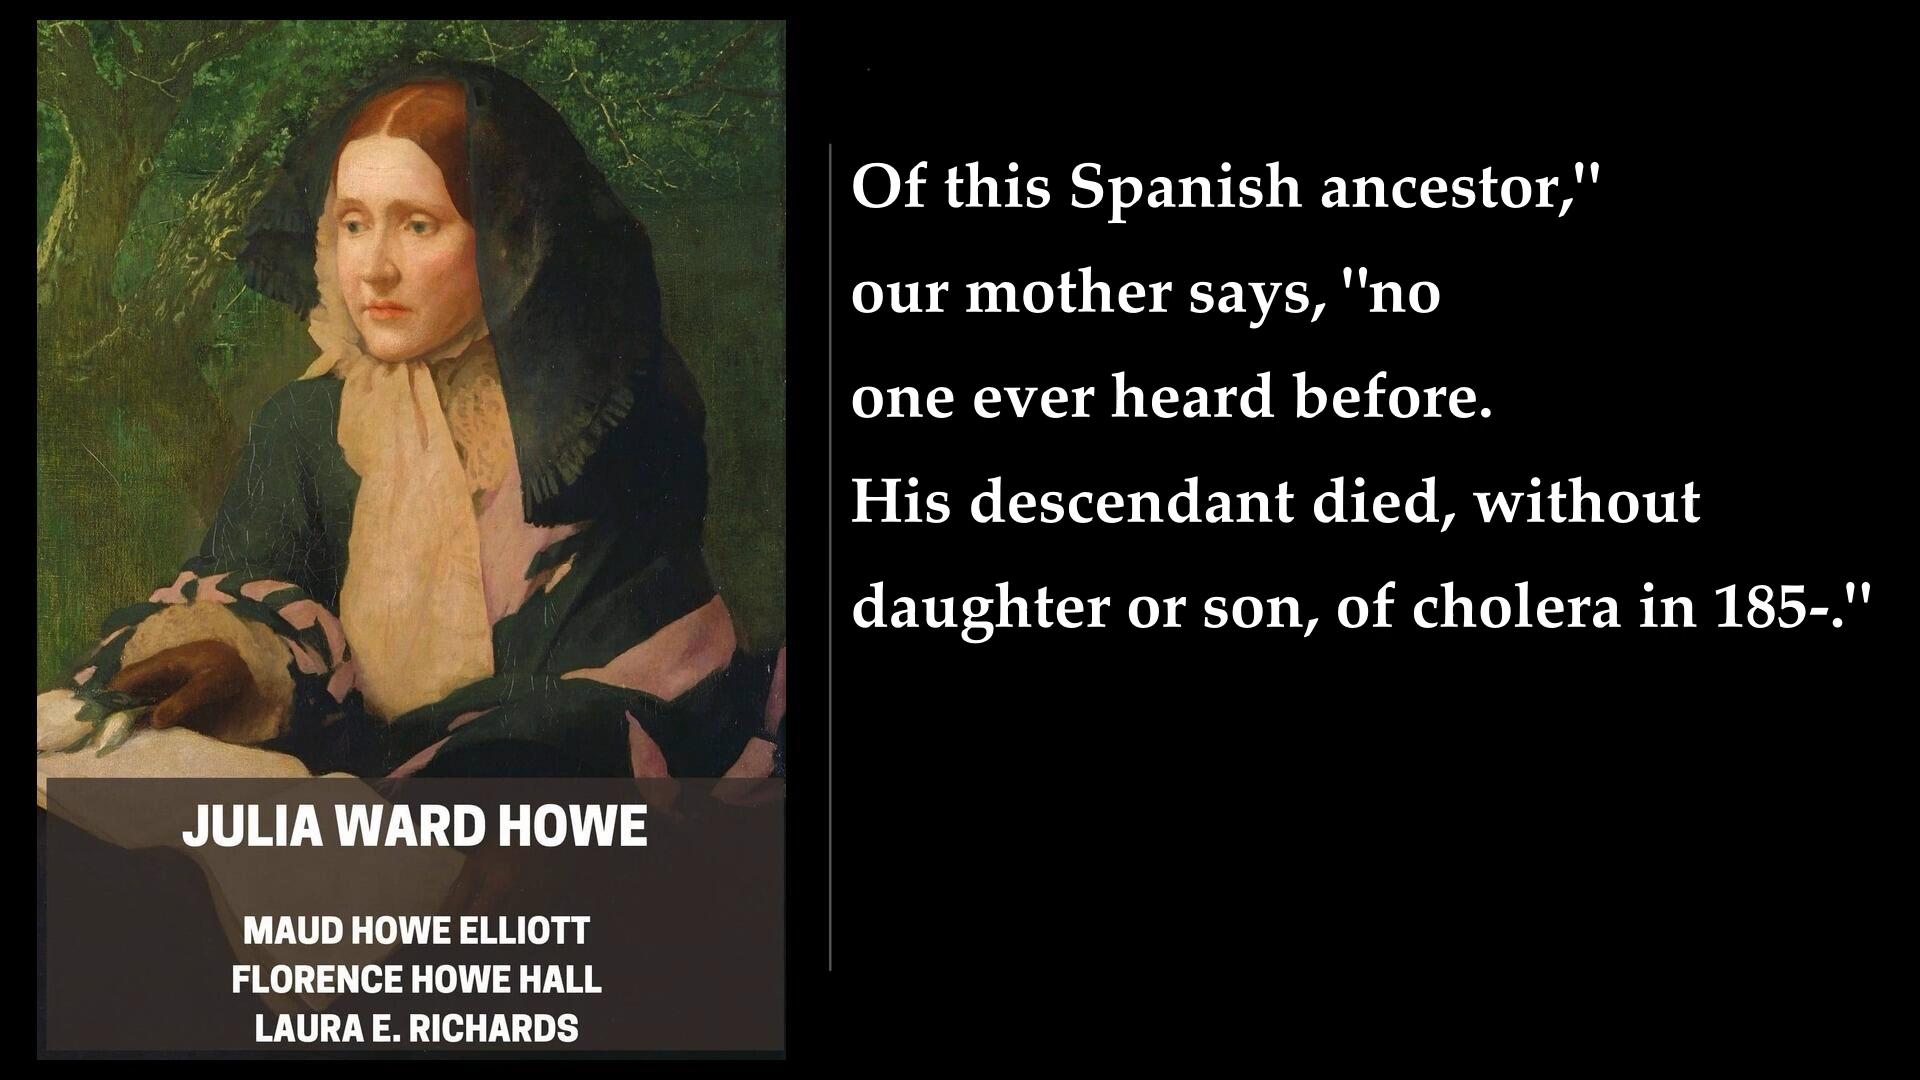 Of this Spanish ancestor,"
our mother says, "no
one ever heard before.
His descendant died, without
daughter or son, of cholera in 185-."
JULIA WARD HOWE
MAUD HOWE ELLIOTT
FLORENCE HOWE HALL
LAURA E. RICHARDS